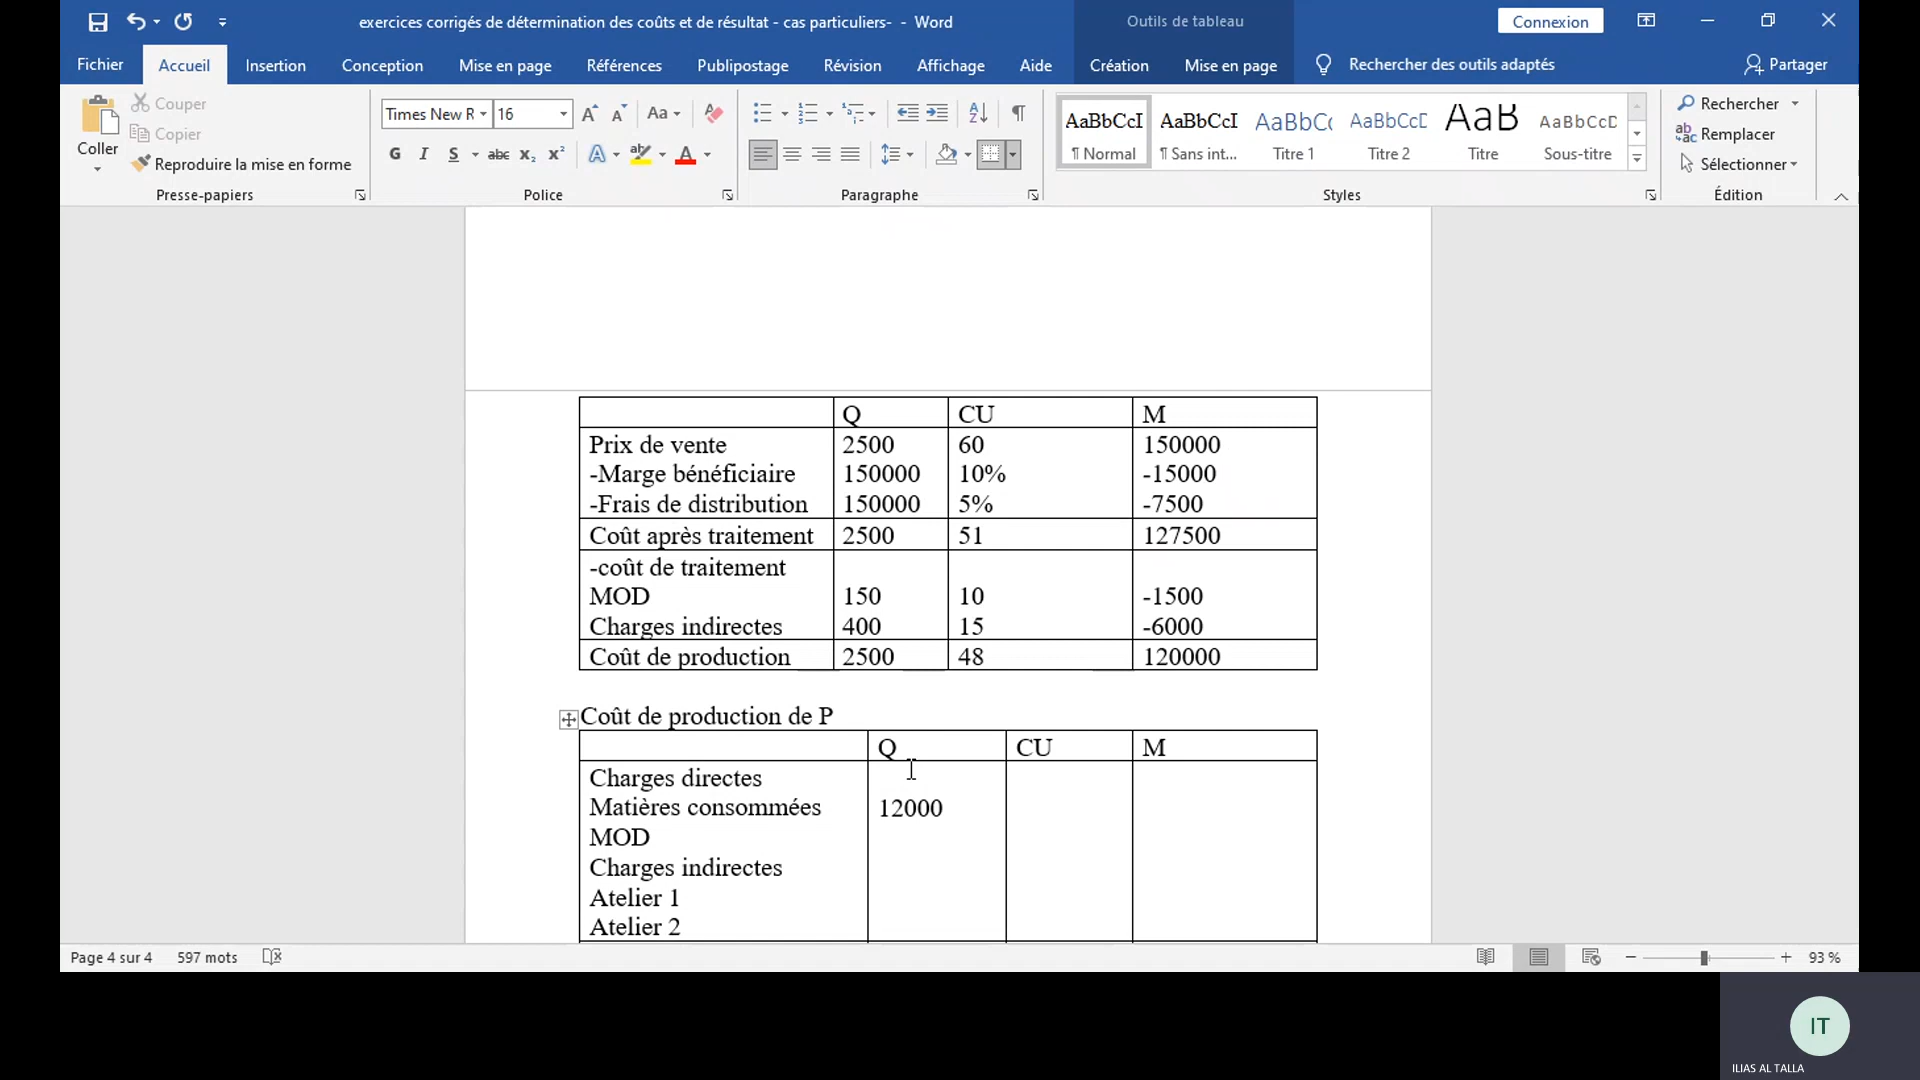 exercices corrigés de détermination des coûts et de résultat - cas particuliers- - Word
Outils de tableau
Connexion
Fichier Accueil Insertion Conception Mise en page Références Publipostage Révision Affichage Aide Création Mise en page Rechercher des outils adaptés Partager
Coller
Couper
Copier
Reproduire la mise en forme
Presse-papiers
Times New R 16
G I S abc x₂ x²
Police
Paragraphe
AaBbCcI AaBbCcI AaBbCc AaBbCcD AaB AaBbCcD
¶ Normal ¶ Sans int... Titre 1 Titre 2 Titre Sous-titre
Styles
Rechercher
Remplacer
Sélectionner
Édition
Q CU M
Prix de vente 2500 60 150000
-Marge bénéficiaire 150000 10% -15000
-Frais de distribution 150000 5% -7500
Coût après traitement 2500 51 127500
-coût de traitement
MOD 150 10 -1500
Charges indirectes 400 15 -6000
Coût de production 2500 48 120000
Coût de production de P
Q CU M
Charges directes
Matières consommées 12000
MOD
Charges indirectes
Atelier 1
Atelier 2
Page 4 sur 4 597 mots 93 %
IT
ILIAS AL TALLA